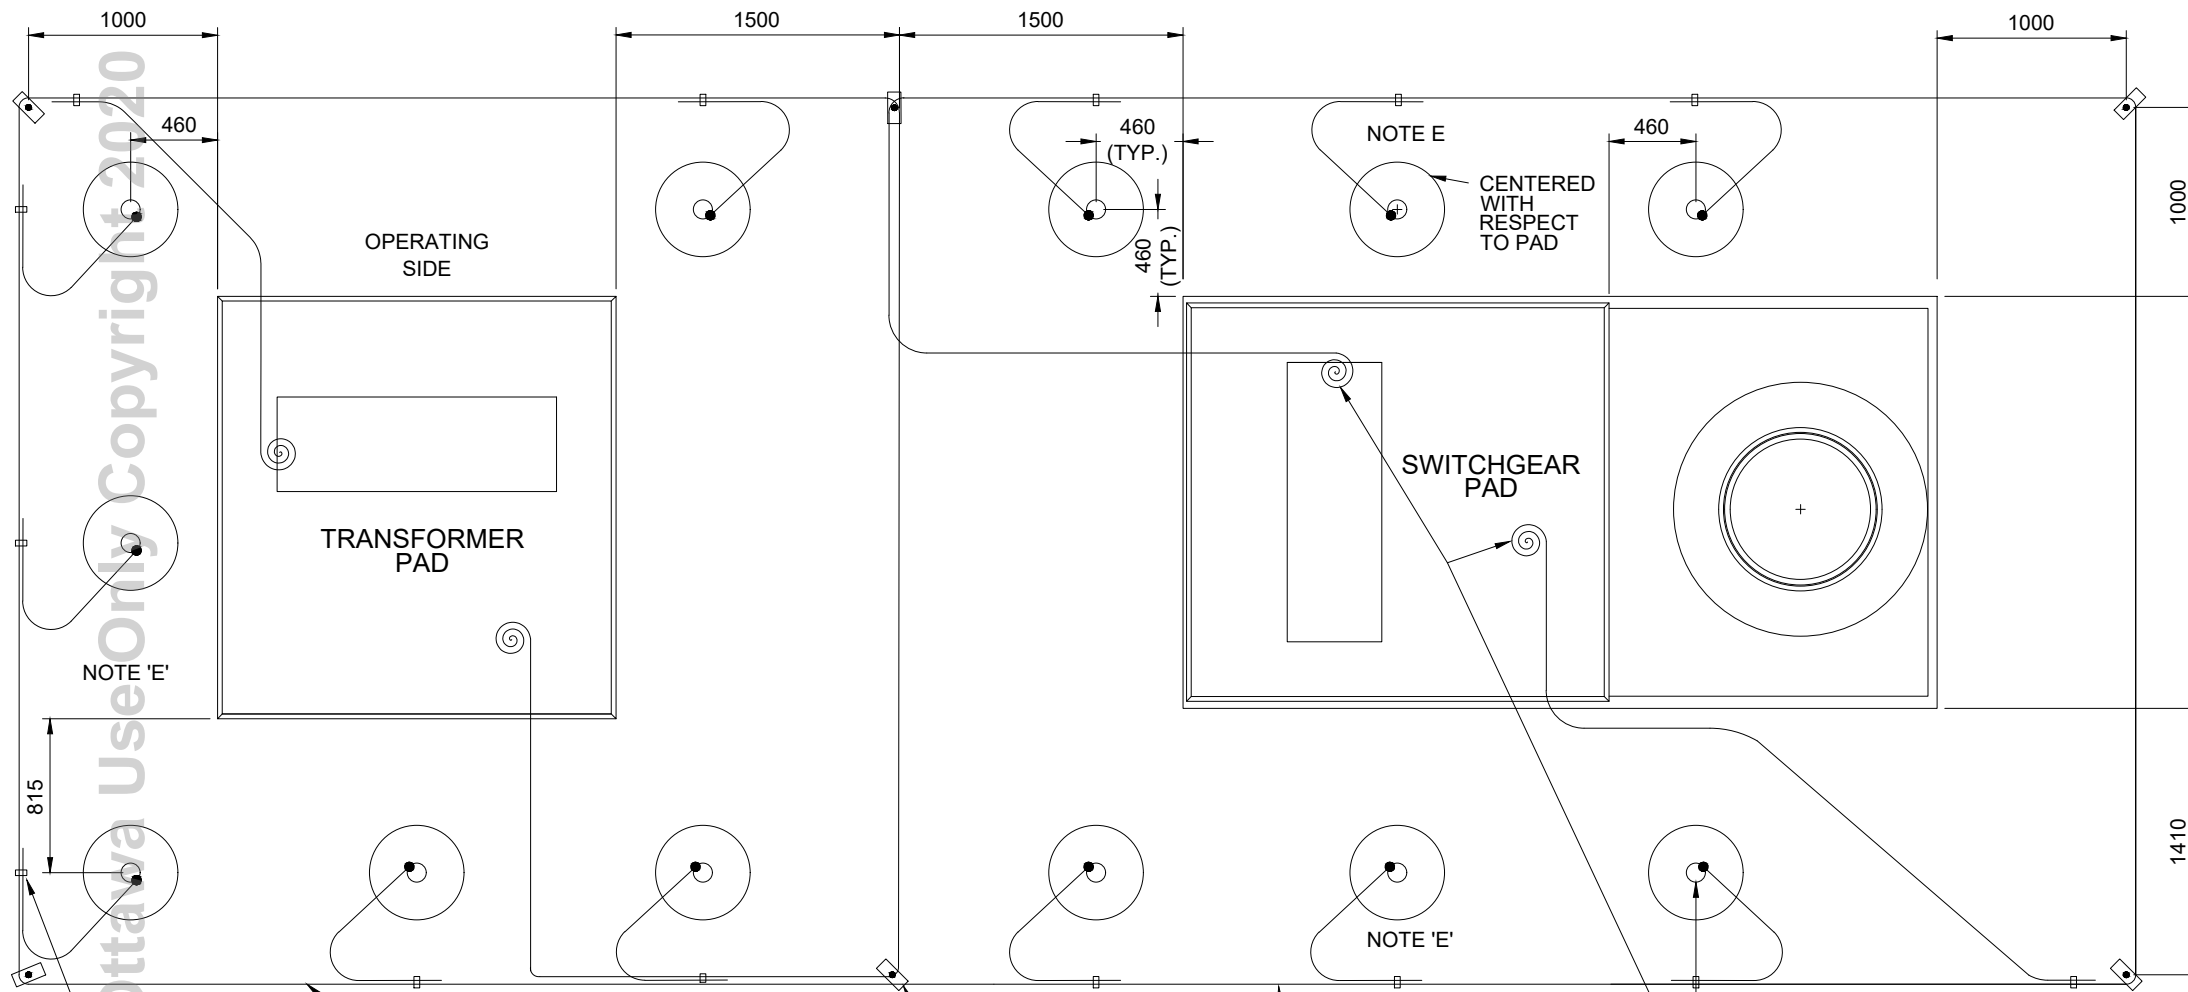 1000
1500
1500
1000
460
460
(TYP.)
NOTE E
460
CENTERED
WITH
RESPECT
TO PAD
1000
OPERATING
SIDE
460
(TYP.)
SWITCHGEAR
PAD
TRANSFORMER
PAD
NOTE 'E'
815
1410
NOTE 'E'
Ottawa Use Only Copyright 2020